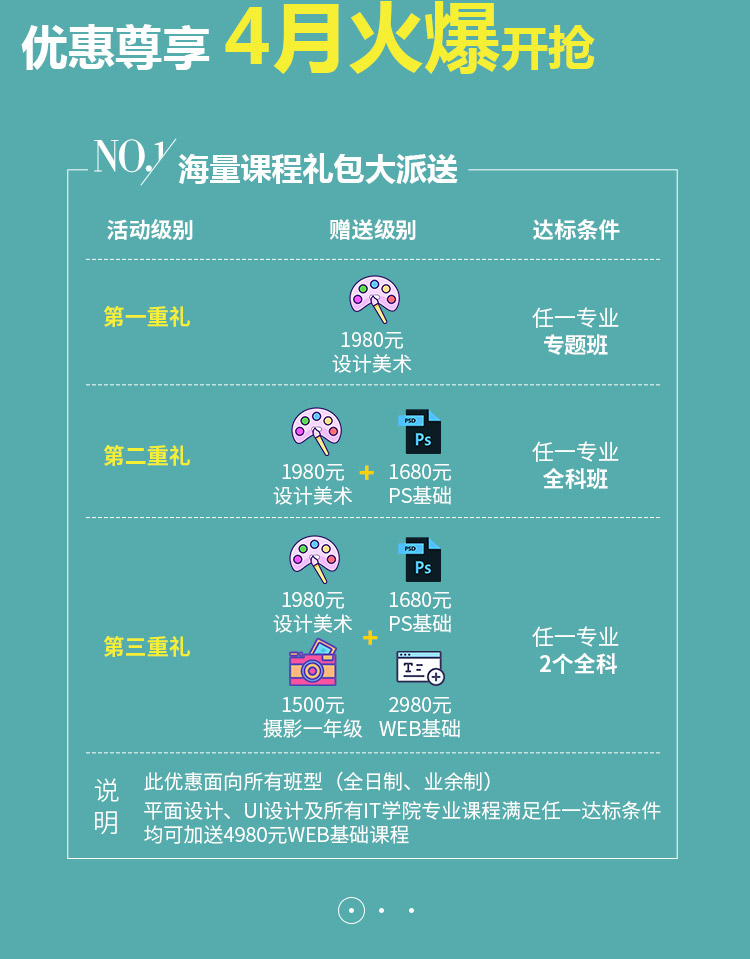 优惠尊享 4月火爆开抢
NO.1 海量课程礼包大派送
活动级别 赠送级别 达标条件
第一重礼
1980元
设计美术
任一专业
专题班
第二重礼
PSD
Ps
1980元 + 1680元
设计美术 PS基础
任一专业
全科班
第三重礼
PSD
Ps
1980元 1680元
设计美术 PS基础
+
T
1500元 2980元
摄影一年级 WEB基础
任一专业
2个全科
说明
此优惠面向所有班型（全日制、业余制）
平面设计、UI设计及所有IT学院专业课程满足任一达标条件
均可加送4980元WEB基础课程